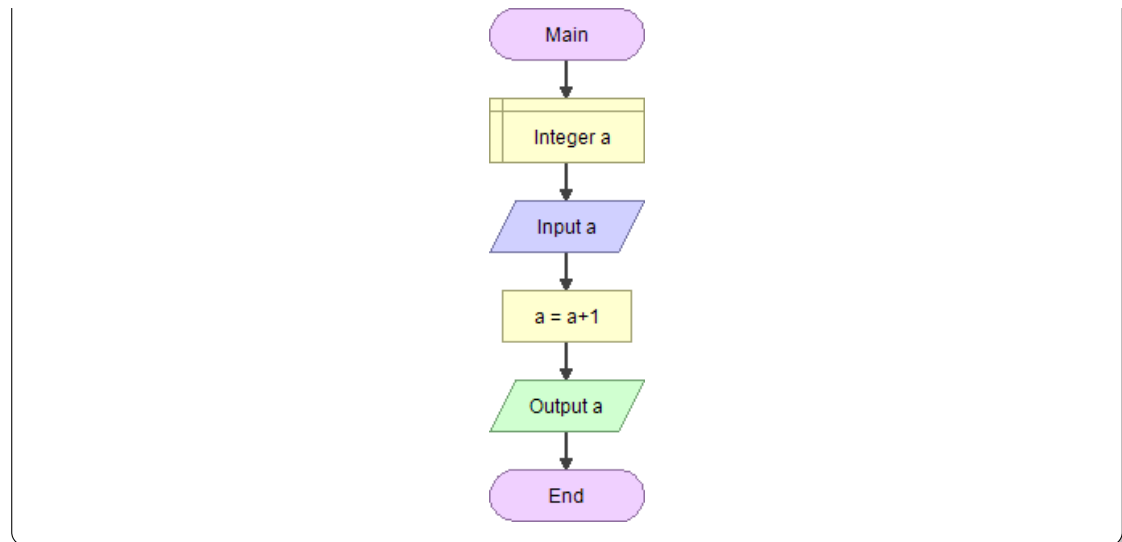 Main
Integer a
Input a
a = a+1
Output a
End